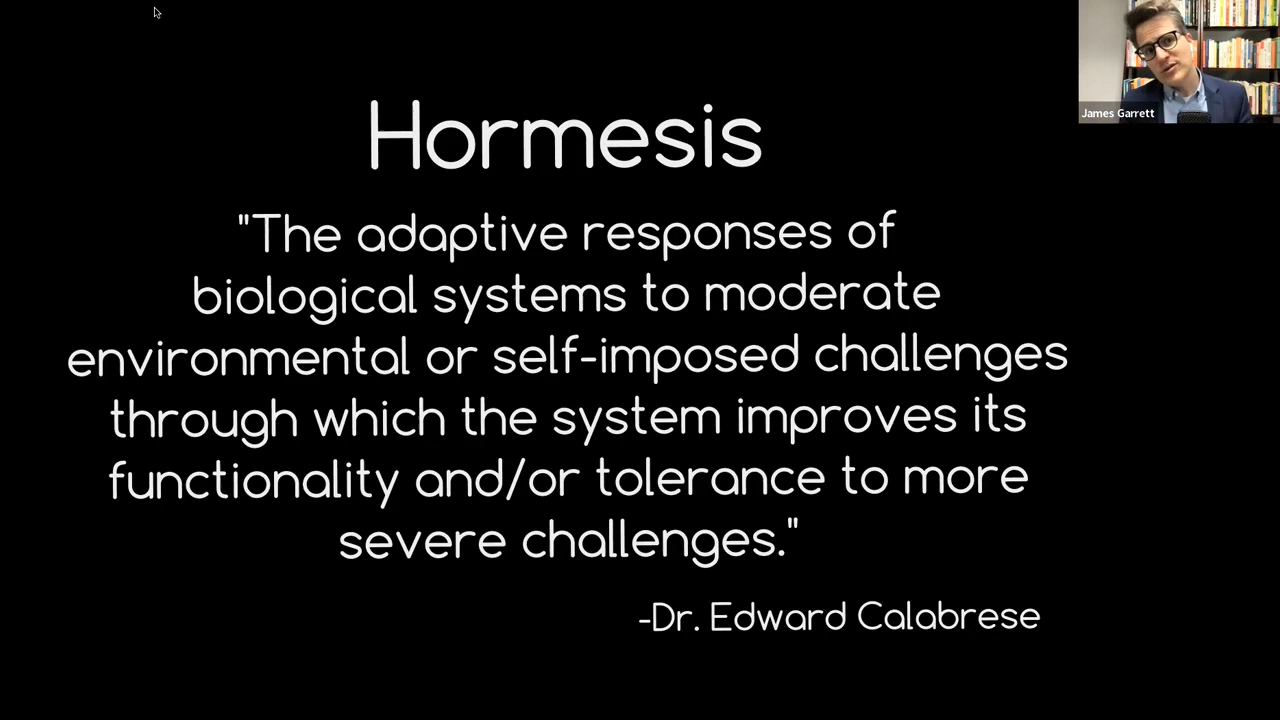 James Garrett
Hormesis
"The adaptive responses of
biological systems to moderate
environmental or self-imposed challenges
through which the system improves its
functionality and/or tolerance to more
severe challenges."
-Dr. Edward Calabrese